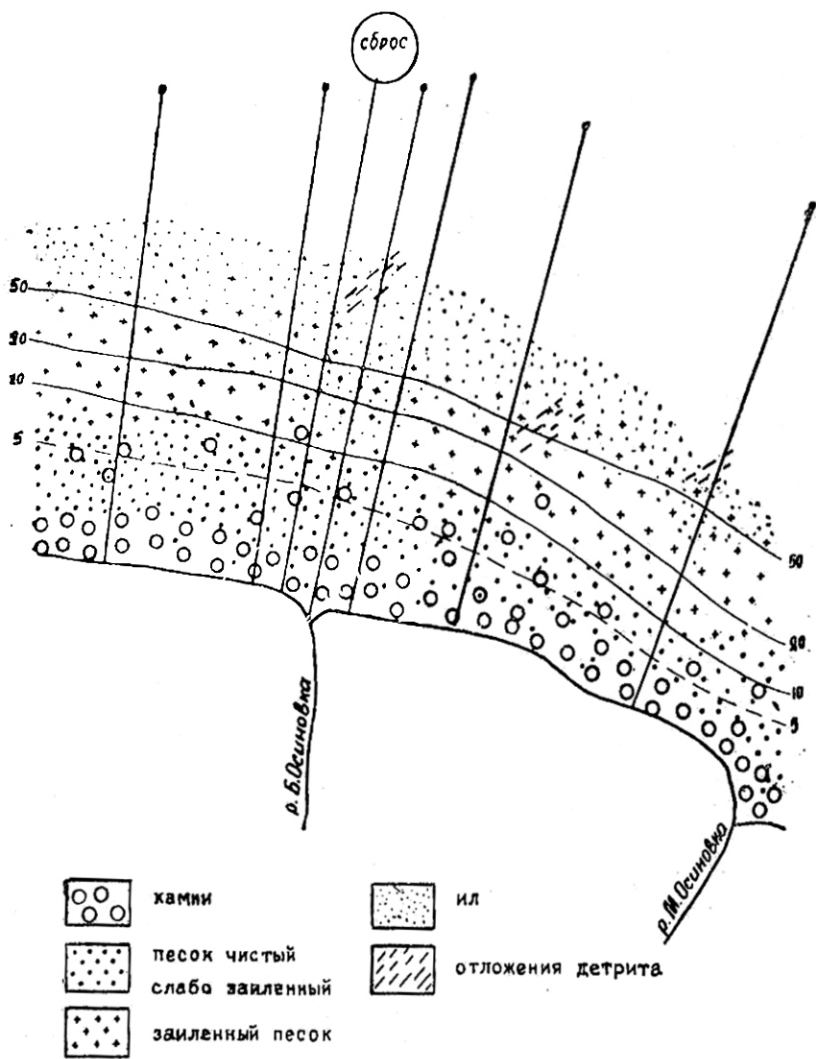 сброс
50
20
10
5
50
20
10
5
р. Б. Осиновка
р. М. Осиновка
камни
песок чистый
слабо заиленный
заиленный песок
ил
отложения детрита